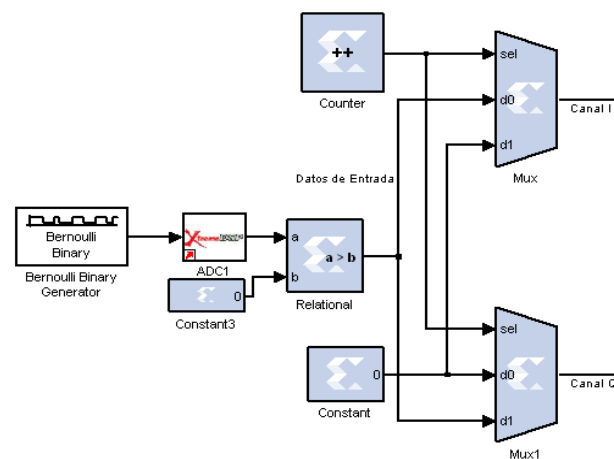 ++
Counter
sel
d0
d1
Mux
Canal I
Datos de Entrada
Bernoulli
Binary
Bernoulli Binary
Generator
ADC1
0
Constant3
a
b
a > b
Relational
0
Constant
sel
d0
d1
Mux1
Canal Q